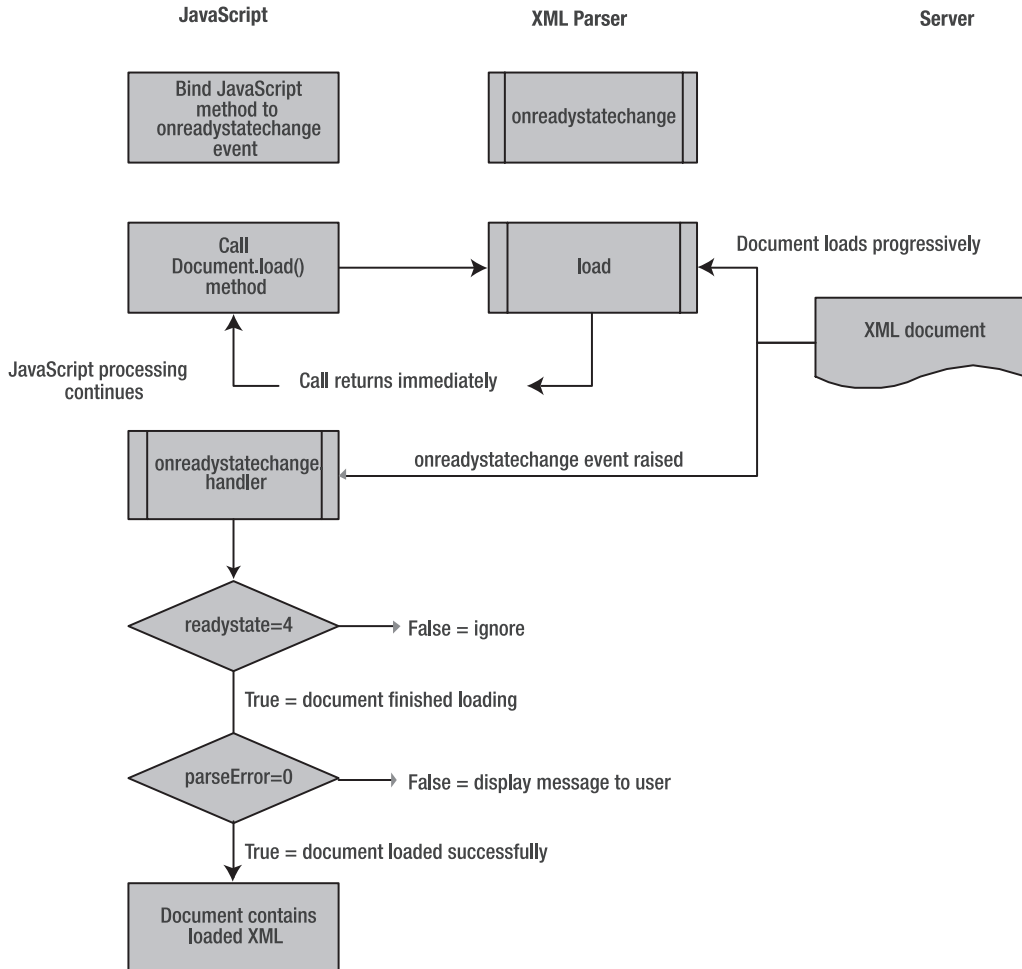 JavaScript
XML Parser
Server
Bind JavaScript
method to
onreadystatechange
event
onreadystatechange
Call
Document.load()
method
load
Document loads progressively
XML document
JavaScript processing
continues
Call returns immediately
onreadystatechange
handler
onreadystatechange event raised
readystate=4
False = ignore
True = document finished loading
parseError=0
False = display message to user
True = document loaded successfully
Document contains
loaded XML